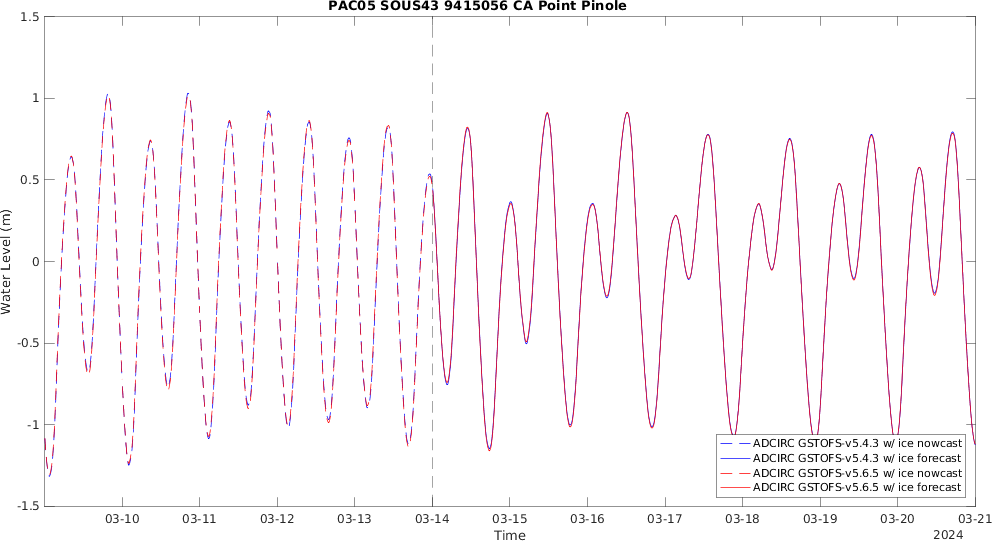 PAC05 SOUS43 9415056 CA Point Pinole
1.5
1
0.5
0
-0.5
-1
-1.5
Water Level (m)
03-10 03-11 03-12 03-13 03-14 03-15 03-16 03-17 03-18 03-19 03-20 03-21
Time
2024
ADCIRC GSTOFS-v5.4.3 w/ ice nowcast
ADCIRC GSTOFS-v5.4.3 w/ ice forecast
ADCIRC GSTOFS-v5.6.5 w/ ice nowcast
ADCIRC GSTOFS-v5.6.5 w/ ice forecast